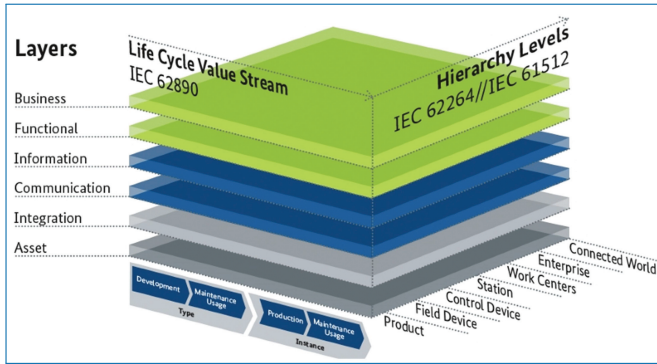 Layers
Life Cycle Value Stream
IEC 62890
Hierarchy Levels
IEC 62264//IEC 61512
Business
Functional
Information
Communication
Integration
Asset
Development
Maintenance
Usage
Type
Production
Maintenance
Usage
Instance
Product
Field Device
Control Device
Station
Work Centers
Enterprise
Connected World